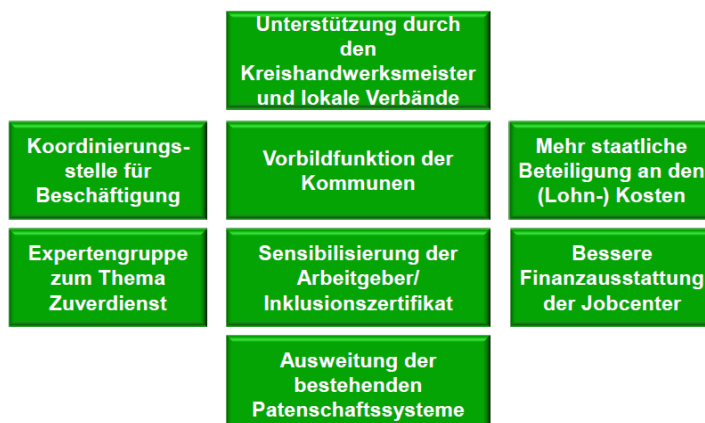 Unterstützung durch
den
Kreishandwerksmeister
und lokale Verbände
Koordinierungs-
stelle für
Beschäftigung
Vorbildfunktion der
Kommunen
Mehr staatliche
Beteiligung an den
(Lohn-) Kosten
Expertengruppe
zum Thema
Zuverdienst
Sensibilisierung der
Arbeitgeber/
Inklusionszertifikat
Bessere
Finanzausstattung
der Jobcenter
Ausweitung der
bestehenden
Patenschaftssysteme